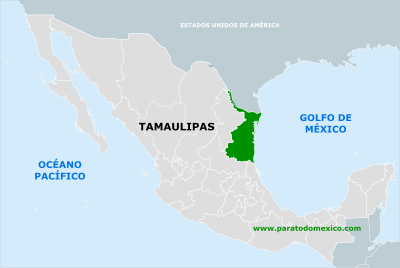 ESTADOS UNIDOS DE AMÉRICA
TAMAULIPAS
GOLFO DE
MÉXICO
OCÉANO
PACÍFICO
www.paratodomexico.com